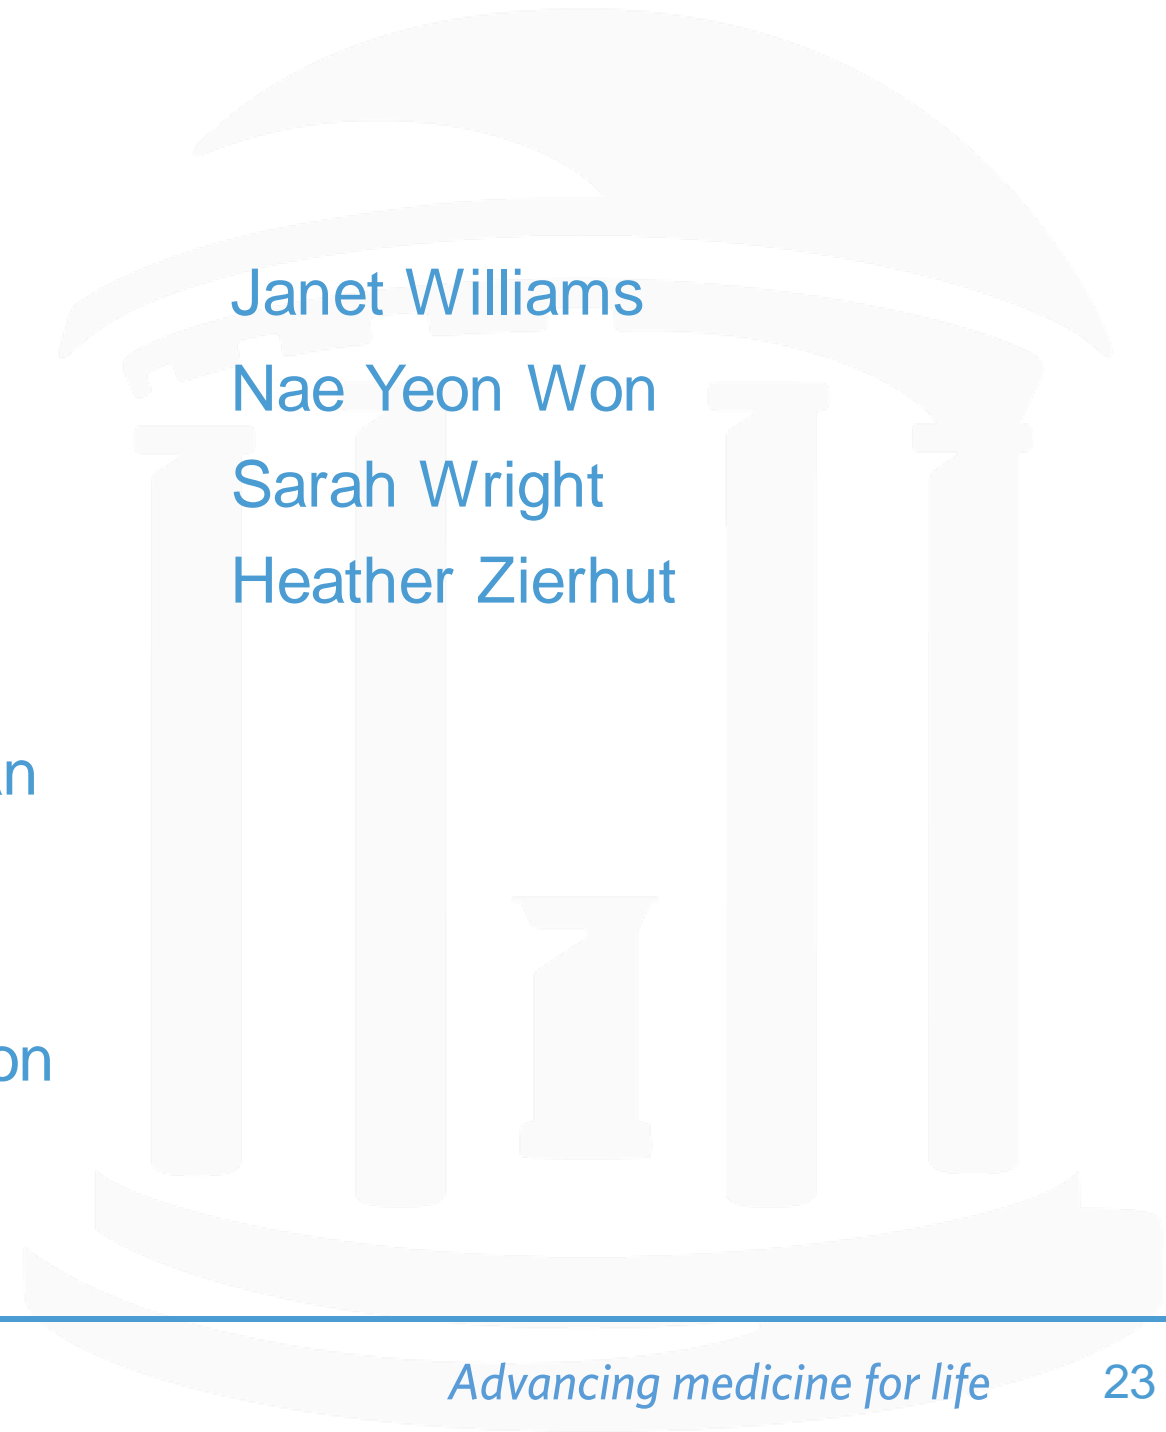 Janet Williams
Nae Yeon Won
Sarah Wright
Heather Zierhut
Advancing medicine for life 23